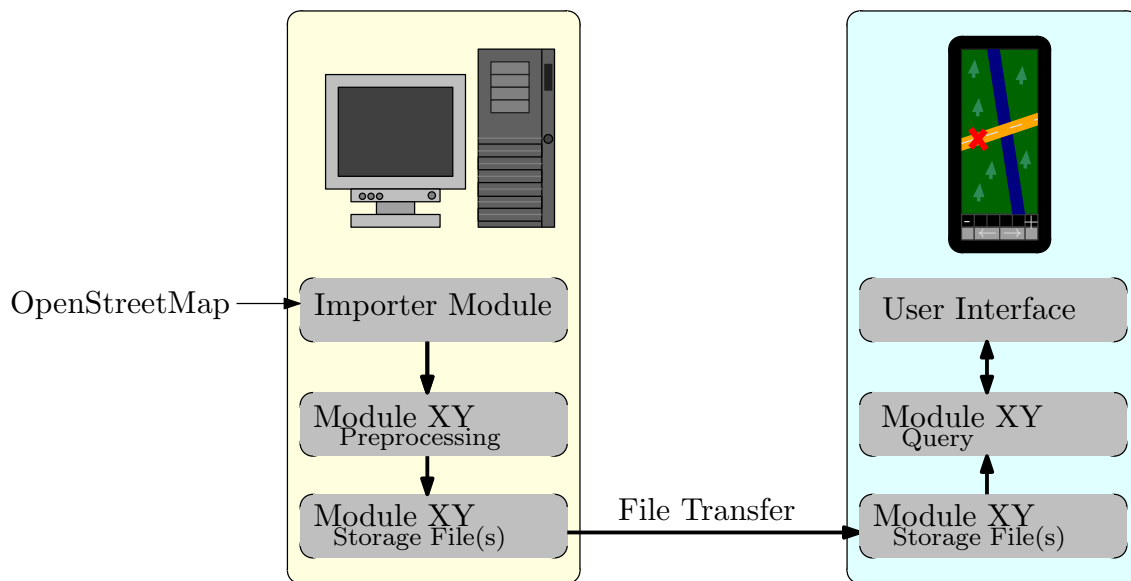 OpenStreetMap
Importer Module
Module XY
Preprocessing
Module XY
Storage File(s)
File Transfer
User Interface
Module XY
Query
Module XY
Storage File(s)